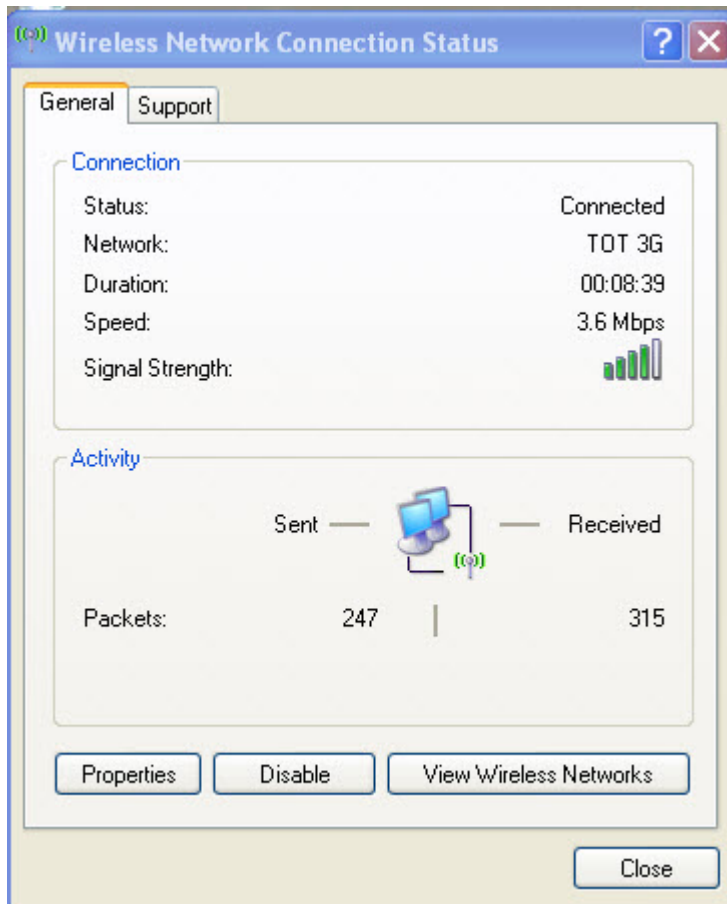 Wireless Network Connection Status
General Support
Connection
Status: Connected
Network: TOT 3G
Duration: 00:08:39
Speed: 3.6 Mbps
Signal Strength:
Activity
Sent Received
Packets: 247 315
Properties Disable View Wireless Networks
Close